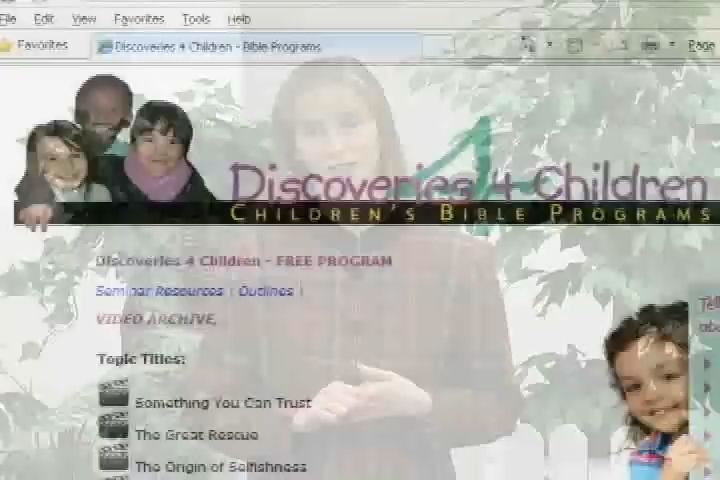 File Edit View Favorites Tools Help
Favorites Discoveries 4 Children - Bible Programs Page
Discoveries 4 Children
CHILDREN'S BIBLE PROGRAMS
Discoveries 4 Children - FREE PROGRAM
Seminar Resources | Outlines |
VIDEO ARCHIVE,
Topic Titles:
Something You Can Trust
The Great Rescue
The Origin of Selfishness